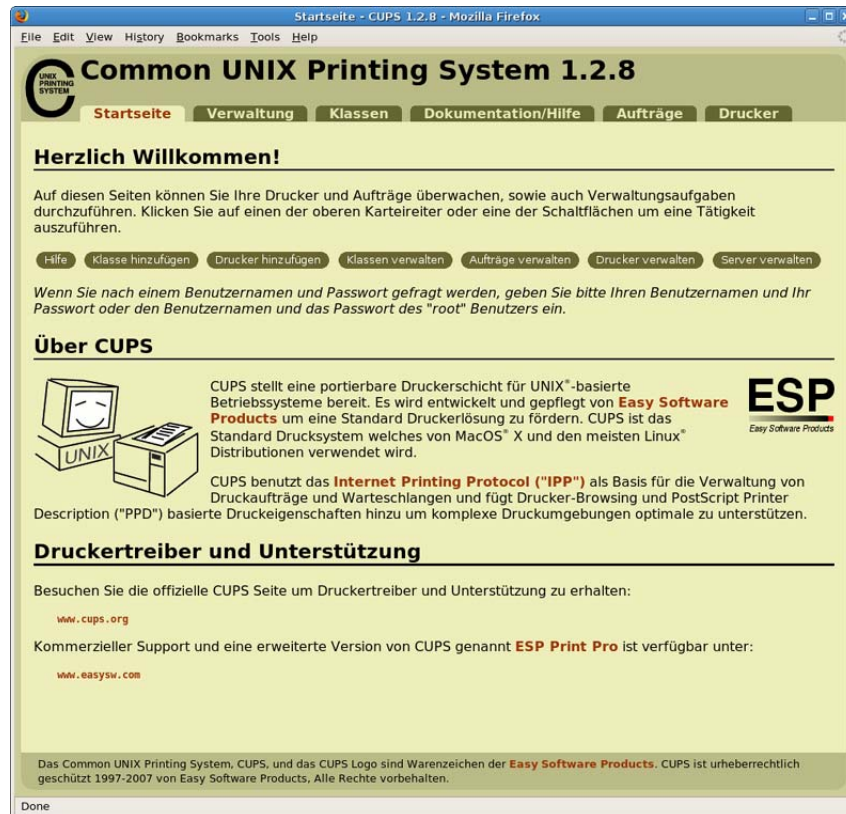 Startseite - CUPS 1.2.8 - Mozilla Firefox
File Edit View History Bookmarks Tools Help
UNIX
PRINTING
SYSTEM
Common UNIX Printing System 1.2.8
Startseite Verwaltung Klassen Dokumentation/Hilfe Aufträge Drucker
Herzlich Willkommen!
Auf diesen Seiten können Sie Ihre Drucker und Aufträge überwachen, sowie auch Verwaltungsaufgaben
durchzuführen. Klicken Sie auf einen der oberen Karteireiter oder eine der Schaltflächen um eine Tätigkeit
auszuführen.
Hilfe Klasse hinzufügen Drucker hinzufügen Klassen verwalten Aufträge verwalten Drucker verwalten Server verwalten
Wenn Sie nach einem Benutzernamen und Passwort gefragt werden, geben Sie bitte Ihren Benutzernamen und Ihr
Passwort oder den Benutzernamen und das Passwort des "root" Benutzers ein.
Über CUPS
UNIX
CUPS stellt eine portierbare Druckerschicht für UNIX®-basierte
Betriebssysteme bereit. Es wird entwickelt und gepflegt von Easy Software
Products um eine Standard Druckerlösung zu fördern. CUPS ist das
Standard Drucksystem welches von MacOS® X und den meisten Linux®
Distributionen verwendet wird.
ESP
Easy Software Products
CUPS benutzt das Internet Printing Protocol ("IPP") als Basis für die Verwaltung von
Druckaufträge und Warteschlangen und fügt Drucker-Browsing und PostScript Printer
Description ("PPD") basierte Druckeigenschaften hinzu um komplexe Druckumgebungen optimale zu unterstützen.
Druckertreiber und Unterstützung
Besuchen Sie die offizielle CUPS Seite um Druckertreiber und Unterstützung zu erhalten:
www.cups.org
Kommerzieller Support und eine erweiterte Version von CUPS genannt ESP Print Pro ist verfügbar unter:
www.easysw.com
Das Common UNIX Printing System, CUPS, und das CUPS Logo sind Warenzeichen der Easy Software Products. CUPS ist urheberrechtlich
geschützt 1997-2007 von Easy Software Products, Alle Rechte vorbehalten.
Done